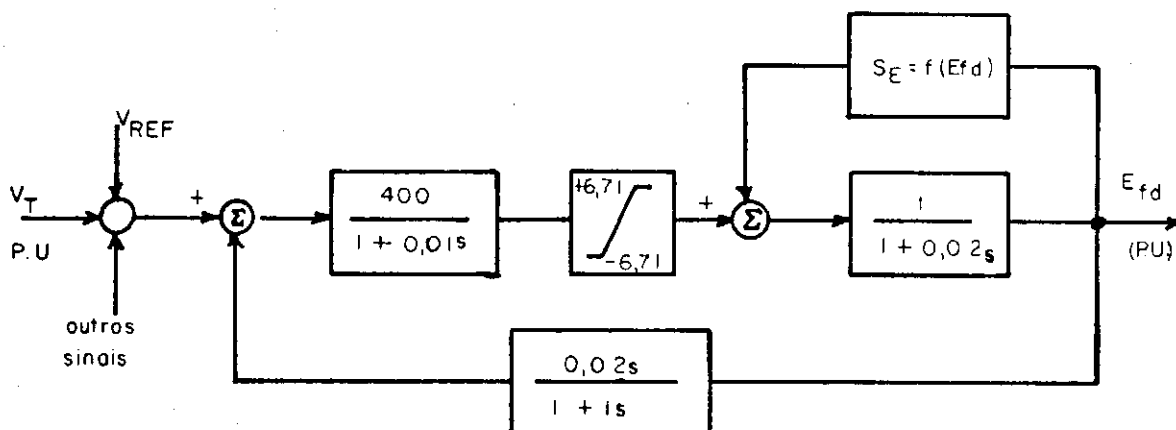 S_E = f(Efd)
V_REF
V_T
P.U
outros
sinais
+
Σ
400
1 + 0,01s
+6,71
-6,71
+
Σ
1
1 + 0,02s
E_fd
(PU)
0,02s
1 + 1s